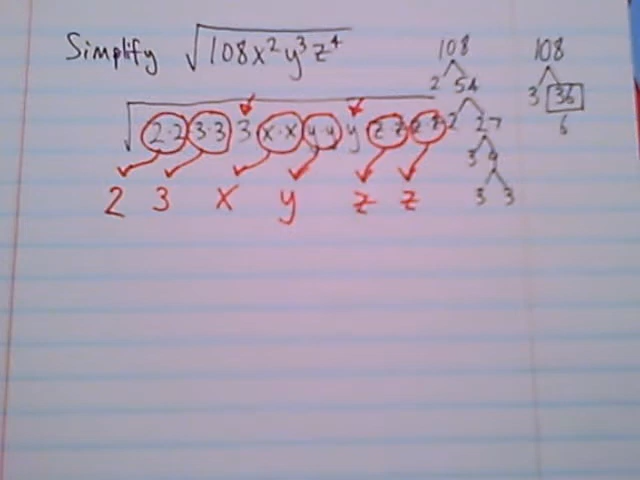 Simplify √108x²y³z⁴
√2·2 3·3 3 x·x y·y y z·z z·z
2 3 x y z z
108
2 54
2 27
3 9
3 3
108
3 36
6